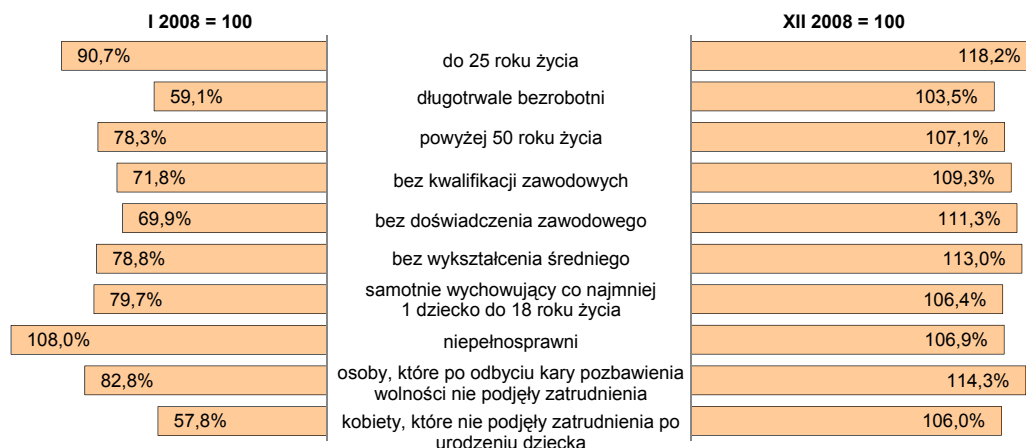 I 2008 = 100
XII 2008 = 100
90,7%
do 25 roku życia
118,2%
59,1%
długotrwale bezrobotni
103,5%
78,3%
powyżej 50 roku życia
107,1%
71,8%
bez kwalifikacji zawodowych
109,3%
69,9%
bez doświadczenia zawodowego
111,3%
78,8%
bez wykształcenia średniego
113,0%
79,7%
samotnie wychowujący co najmniej
1 dziecko do 18 roku życia
106,4%
108,0%
niepełnosprawni
106,9%
82,8%
osoby, które po odbyciu kary pozbawienia
wolności nie podjęły zatrudnienia
114,3%
57,8%
kobiety, które nie podjęły zatrudnienia po
urodzeniu dziecka
106,0%